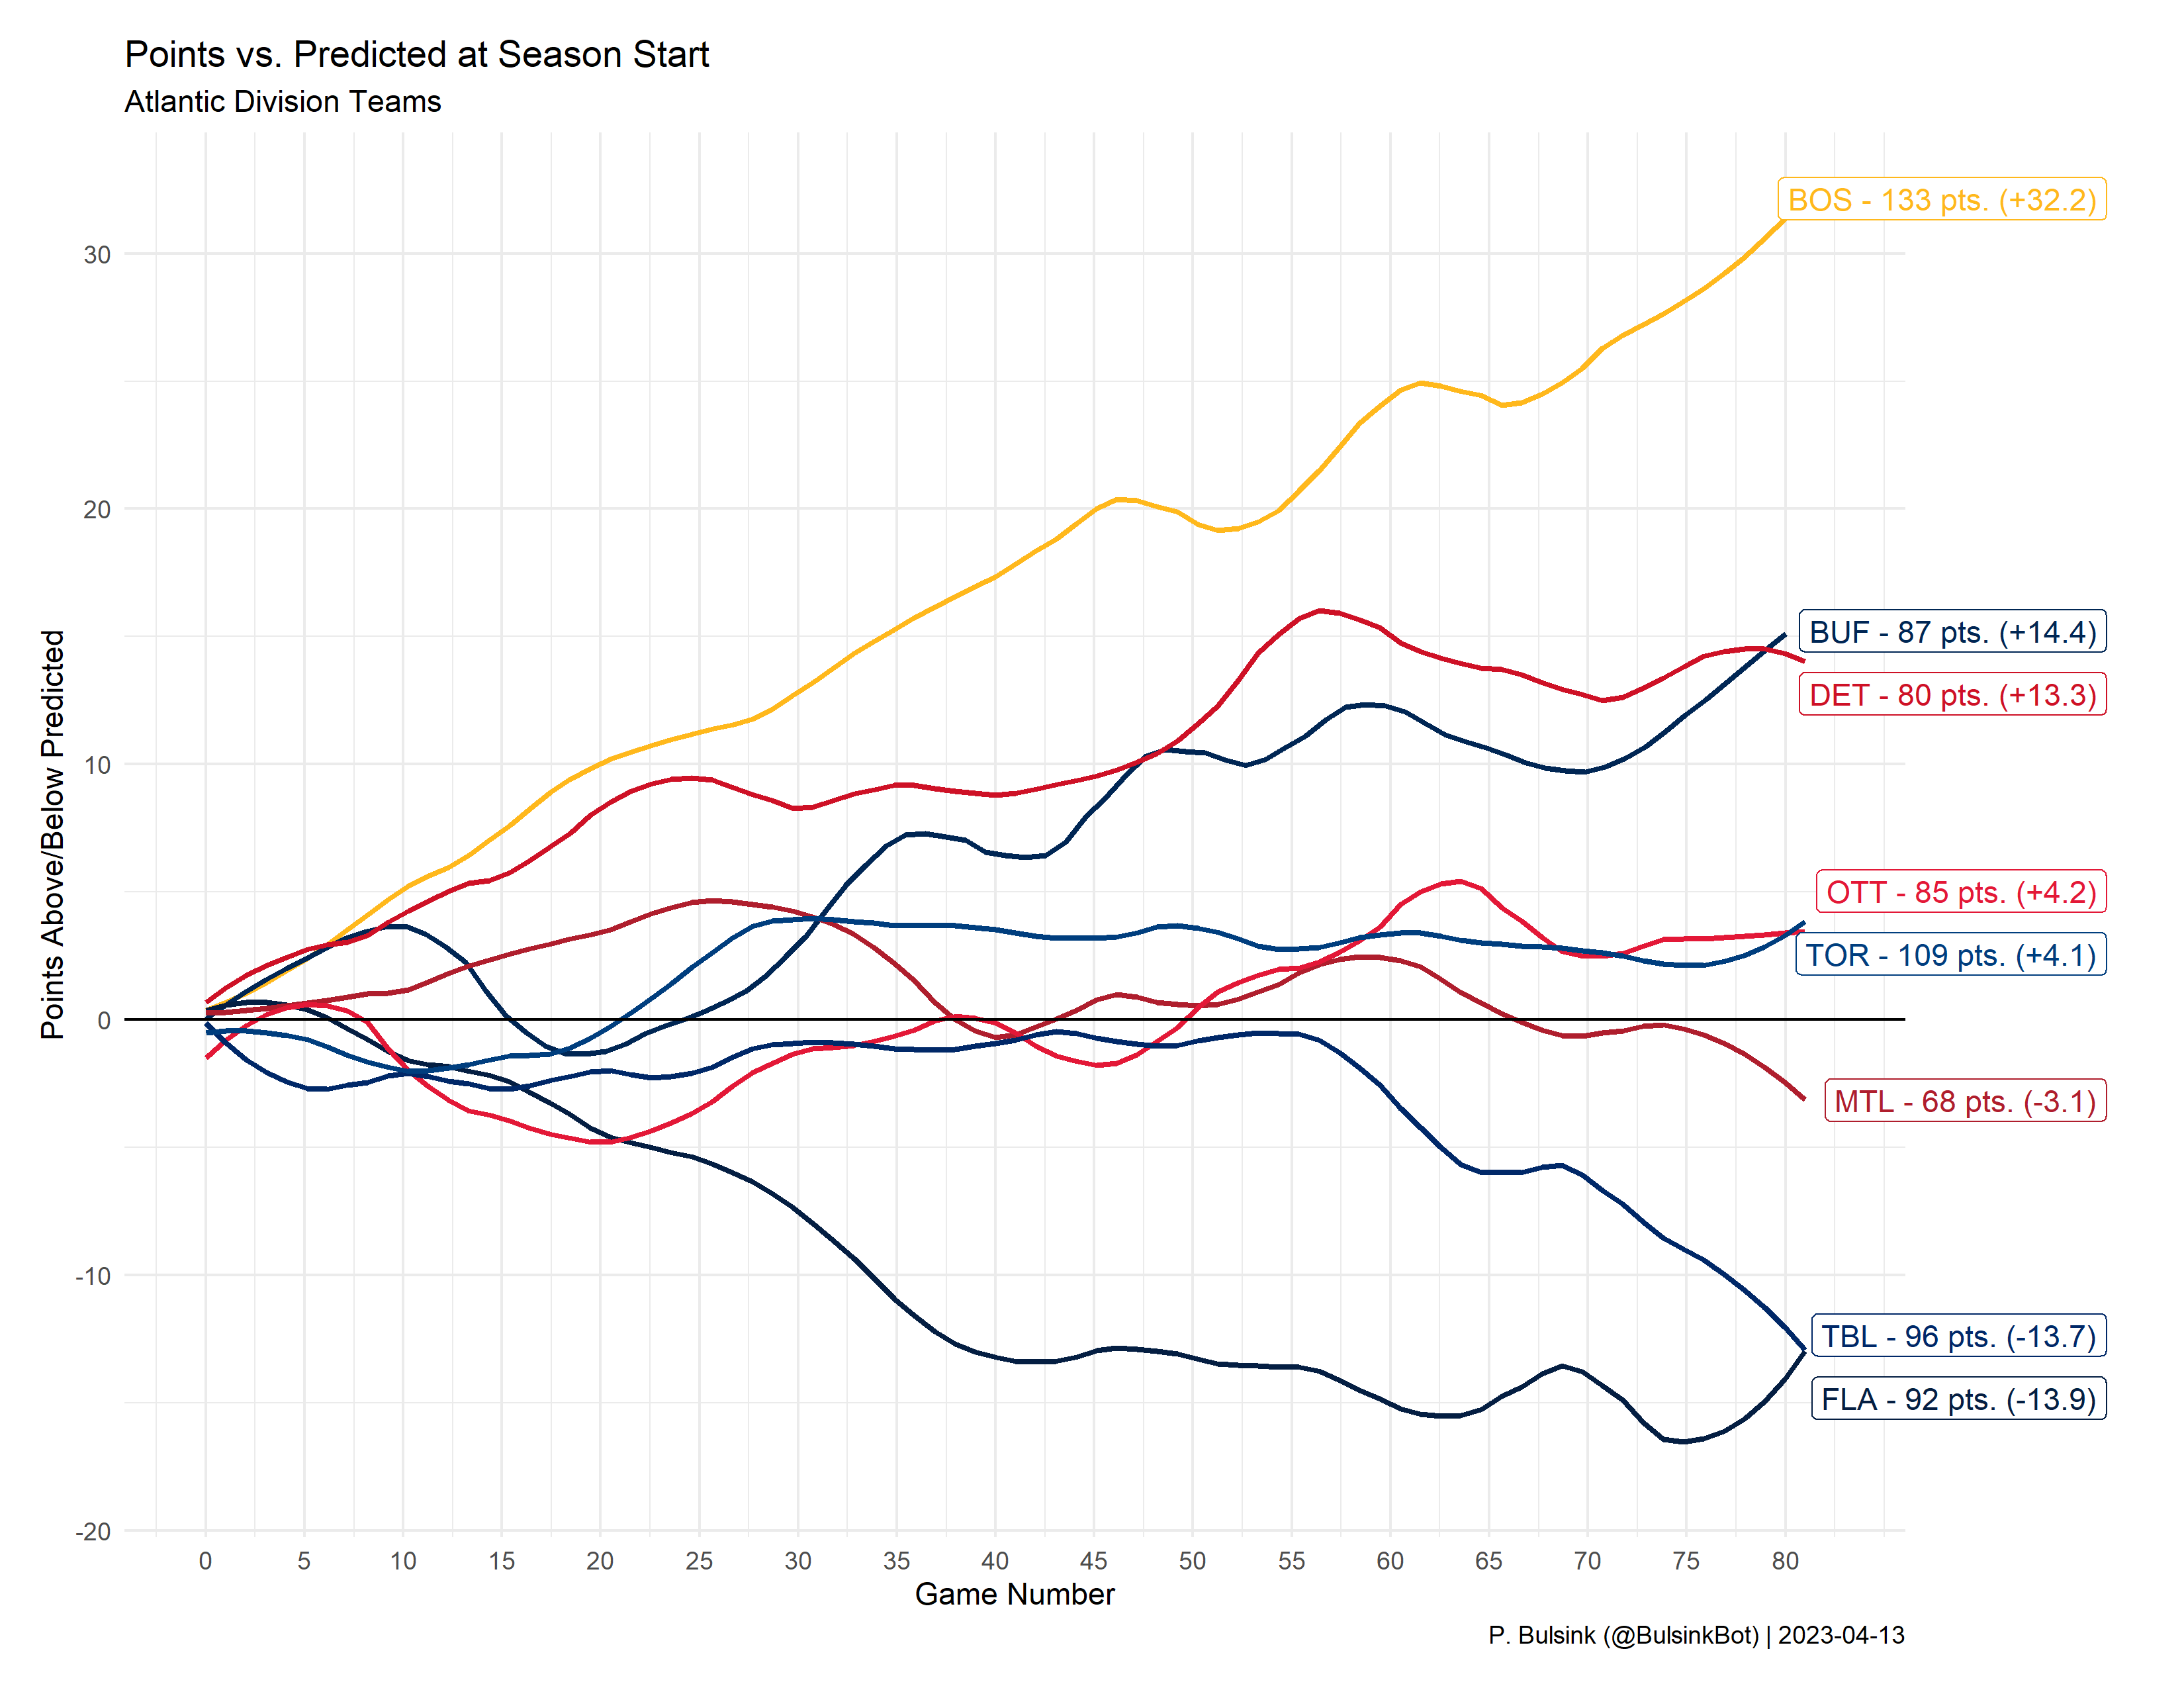 Points vs. Predicted at Season Start
Atlantic Division Teams
Points Above/Below Predicted
30
20
10
0
-10
-20
BOS - 133 pts. (+32.2)
BUF - 87 pts. (+14.4)
DET - 80 pts. (+13.3)
OTT - 85 pts. (+4.2)
TOR - 109 pts. (+4.1)
MTL - 68 pts. (-3.1)
TBL - 96 pts. (-13.7)
FLA - 92 pts. (-13.9)
0 5 10 15 20 25 30 35 40 45 50 55 60 65 70 75 80
Game Number
P. Bulsink (@BulsinkBot) | 2023-04-13